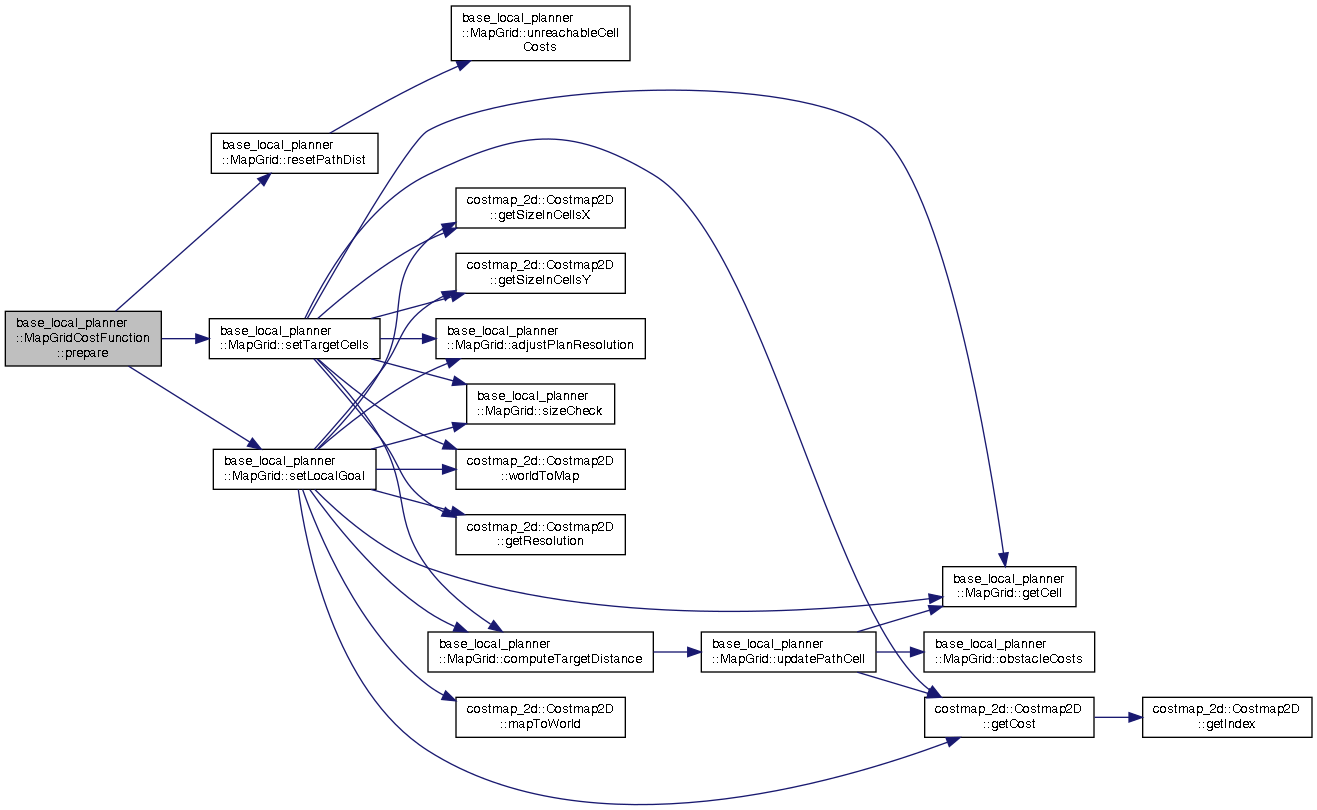 base_local_planner
::MapGrid::unreachableCell
Costs
base_local_planner
::MapGrid::resetPathDist
costmap_2d::Costmap2D
::getSizeInCellsX
costmap_2d::Costmap2D
::getSizeInCellsY
base_local_planner
::MapGridCostFunction
::prepare
base_local_planner
::MapGrid::setTargetCells
base_local_planner
::MapGrid::adjustPlanResolution
base_local_planner
::MapGrid::sizeCheck
base_local_planner
::MapGrid::setLocalGoal
costmap_2d::Costmap2D
::worldToMap
costmap_2d::Costmap2D
::getResolution
base_local_planner
::MapGrid::getCell
base_local_planner
::MapGrid::computeTargetDistance
base_local_planner
::MapGrid::updatePathCell
base_local_planner
::MapGrid::obstacleCosts
costmap_2d::Costmap2D
::mapToWorld
costmap_2d::Costmap2D
::getCost
costmap_2d::Costmap2D
::getIndex